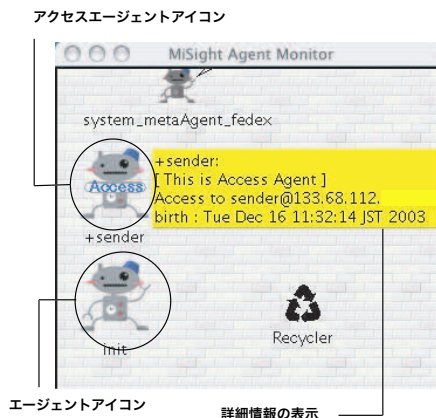 アクセスエージェントアイコン
MiSight Agent Monitor
system_metaAgent_fedex
Access
+sender:
[ This is Access Agent ]
Access to sender@133.68.112.
birth : Tue Dec 16 11:32:14 JST 2003
+sender
init
Recycler
エージェントアイコン
詳細情報の表示